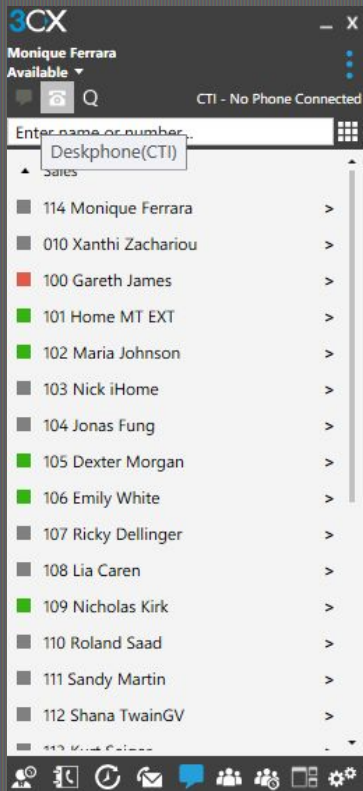 3CX
Monique Ferrara
Available
Q
CTI - No Phone Connected
Enter name or number..
Deskphone(CTI)
Sales
114 Monique Ferrara
010 Xanthi Zachariou
100 Gareth James
101 Home MT EXT
102 Maria Johnson
103 Nick iHome
104 Jonas Fung
105 Dexter Morgan
106 Emily White
107 Ricky Dellinger
108 Lia Caren
109 Nicholas Kirk
110 Roland Saad
111 Sandy Martin
112 Shana TwainGV